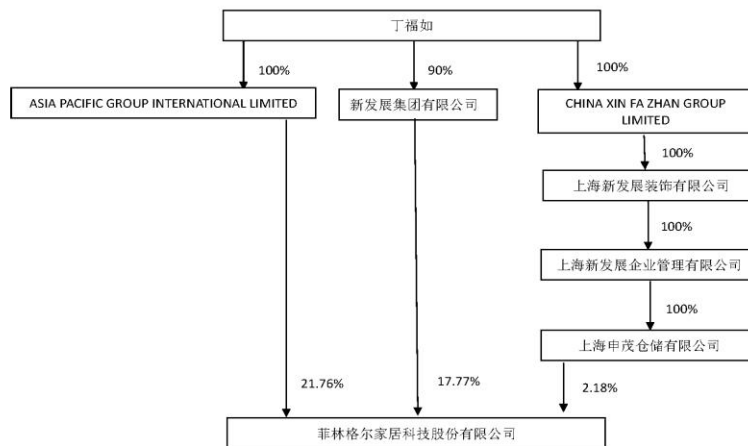 丁福如
100%
90%
100%
ASIA PACIFIC GROUP INTERNATIONAL LIMITED
新发展集团有限公司
CHINA XIN FA ZHAN GROUP
LIMITED
100%
上海新发展装饰有限公司
100%
上海新发展企业管理有限公司
100%
上海申茂仓储有限公司
21.76%
17.77%
2.18%
菲林格尔家居科技股份有限公司